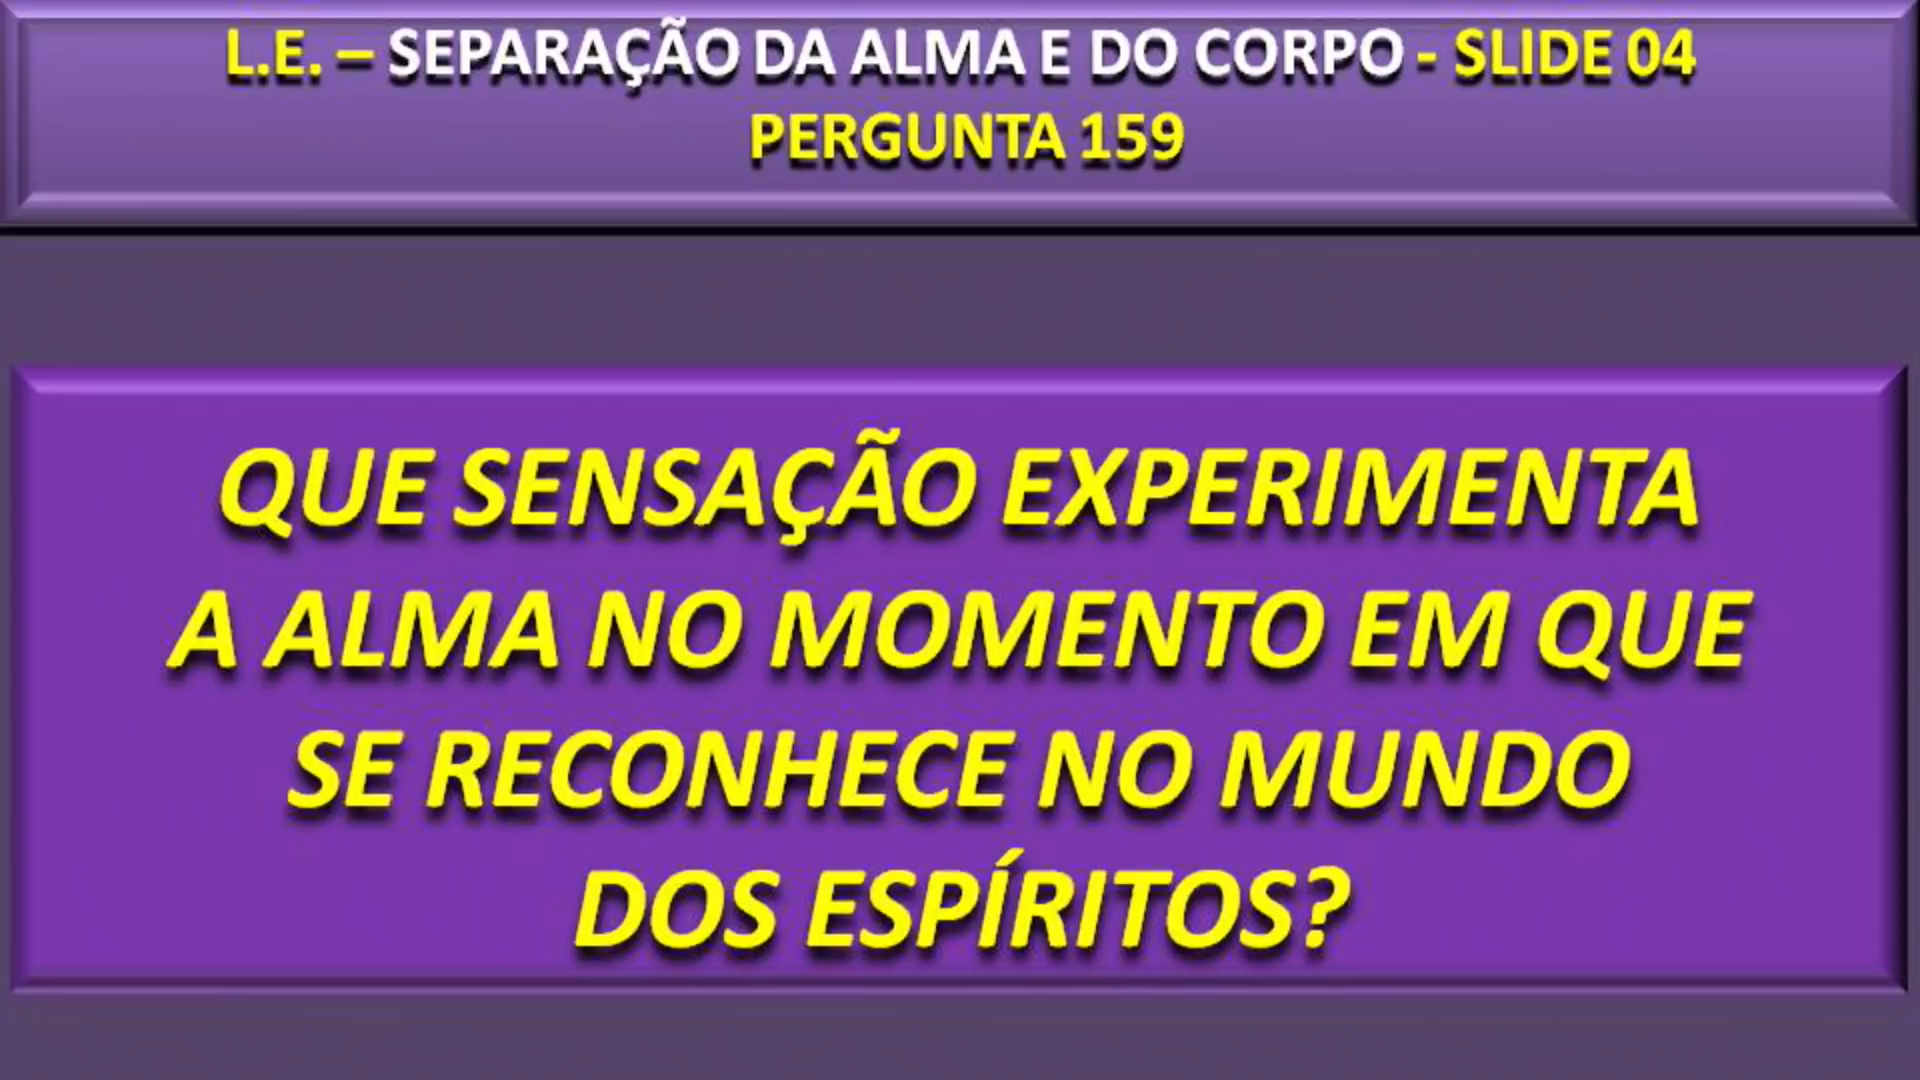 L.E. – SEPARAÇÃO DA ALMA E DO CORPO - SLIDE 04
PERGUNTA 159
QUE SENSAÇÃO EXPERIMENTA
A ALMA NO MOMENTO EM QUE
SE RECONHECE NO MUNDO
DOS ESPÍRITOS?